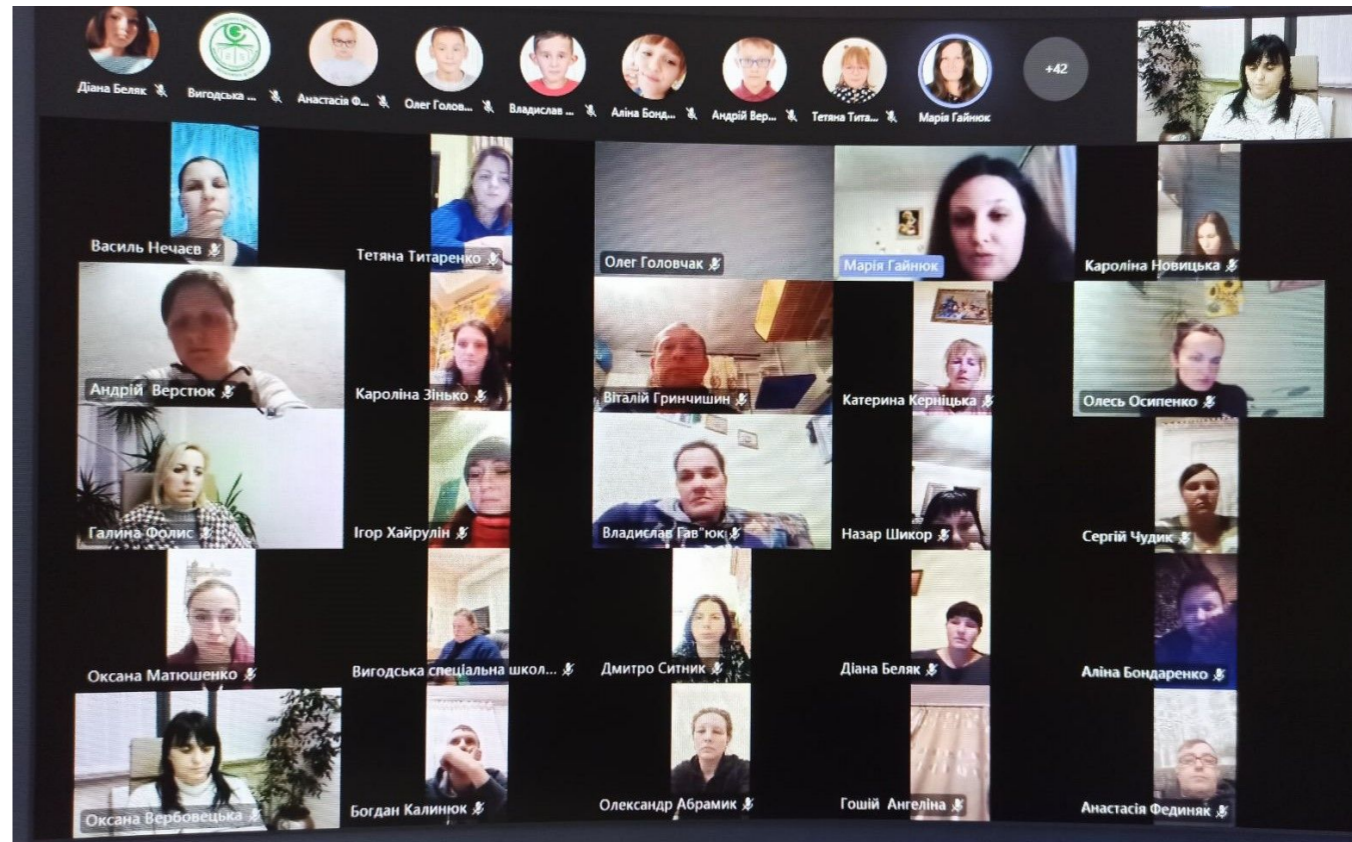 Діана Беляк
Вигодська ...
Анастасія Ф...
Олег Голов...
Владислав ...
Аліна Бонд...
Андрій Вер...
Тетяна Тита...
Марія Гайнюк
+42
Василь Нечаєв
Тетяна Титаренко
Олег Головчак
Марія Гайнюк
Кароліна Новицька
Андрій Верстюк
Кароліна Зінько
Віталій Гринчишин
Катерина Керніцька
Олесь Осипенко
Галина Фолис
Ігор Хайрулін
Владислав Гав"юк
Назар Шикор
Сергій Чудик
Оксана Матюшенко
Вигодська спеціальна школ...
Дмитро Ситник
Діана Беляк
Аліна Бондаренко
Оксана Вербовецька
Богдан Калинюк
Олександр Абрамик
Гошій Ангеліна
Анастасія Фединяк